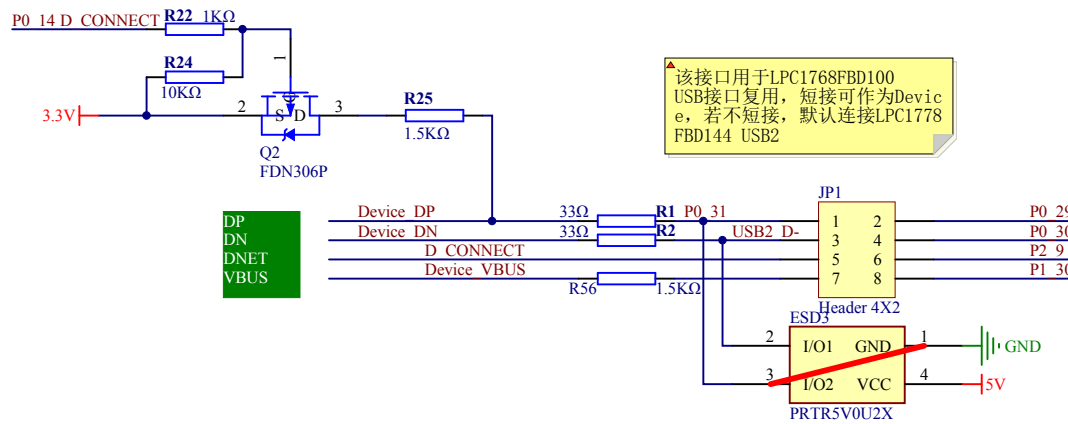 P0_14 D_CONNECT
R22 1KΩ
R24
10KΩ
1
3.3V
2
S D
3
R25
1.5KΩ
Q2
FDN306P
该接口用于LPC1768FBD100
USB接口复用，短接可作为Devic
e，若不短接，默认连接LPC1778
FBD144 USB2
JP1
DP
Device_DP
33Ω
R1
P0_31
1
2
P0_29
DN
Device_DN
33Ω
R2
USB2_D-
3
4
P0_30
DNET
D_CONNECT
5
6
P2_9
VBUS
Device_VBUS
R56
1.5KΩ
7
8
P1_30
Header 4X2
ESD3
2
I/O1
GND
1
GND
3
I/O2
VCC
4
5V
PRTR5V0U2X